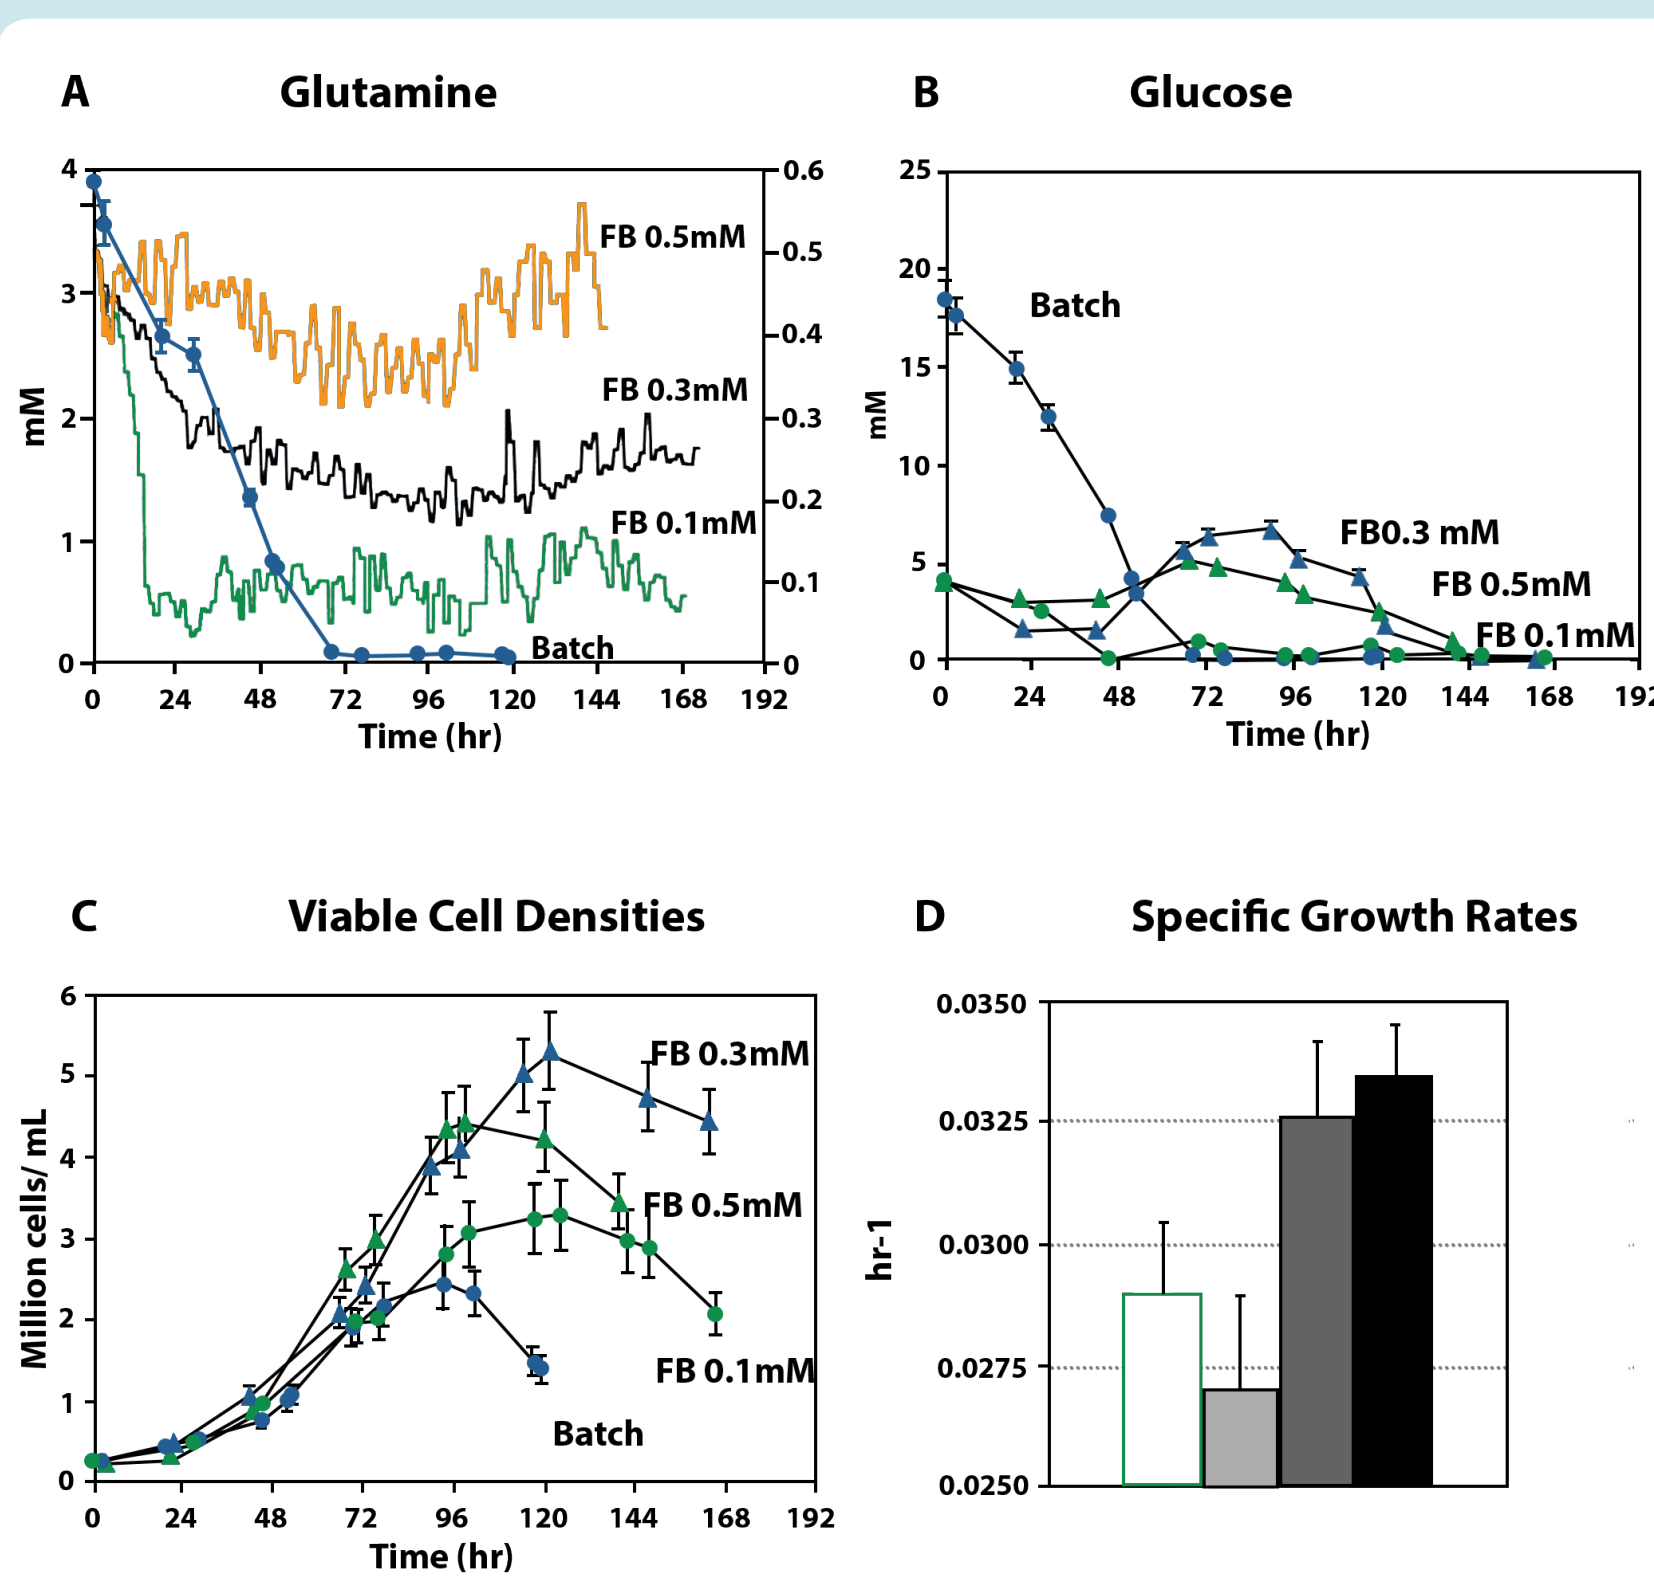 A Glutamine
4
3
2
1
0
mM
0.6
0.5
0.4
0.3
0.2
0.1
0
FB 0.5mM
FB 0.3mM
FB 0.1mM
Batch
0 24 48 72 96 120 144 168 192
Time (hr)
B Glucose
25
20
15
10
5
0
mM
Batch
FB0.3 mM
FB 0.5mM
FB 0.1mM
0 24 48 72 96 120 144 168 192
Time (hr)
C Viable Cell Densities
6
5
4
3
2
1
0
Million cells/ mL
FB 0.3mM
FB 0.5mM
FB 0.1mM
Batch
0 24 48 72 96 120 144 168 192
Time (hr)
D Specific Growth Rates
0.0350
0.0325
0.0300
0.0275
0.0250
hr-1